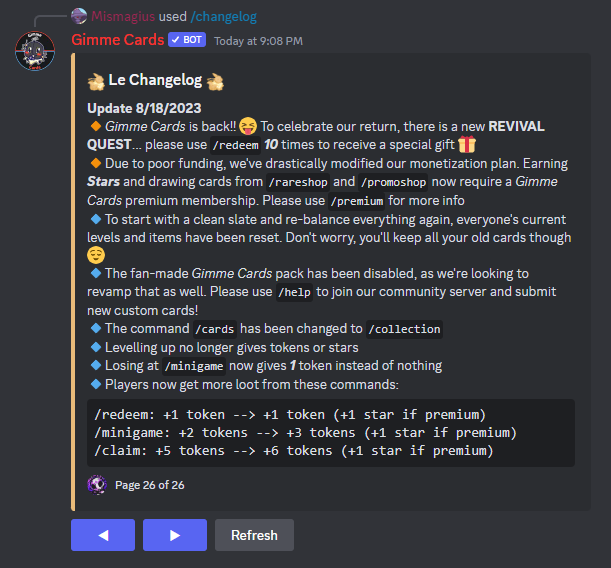 Mismagius used /changelog
Gimme Cards ✓ BOT Today at 9:08 PM
Le Changelog
Update 8/18/2023
🔸Gimme Cards is back!! 😝 To celebrate our return, there is a new REVIVAL
QUEST... please use /redeem 10 times to receive a special gift 🎁
🔸Due to poor funding, we've drastically modified our monetization plan. Earning
Stars and drawing cards from /rareshop and /promoshop now require a Gimme
Cards premium membership. Please use /premium for more info
🔹To start with a clean slate and re-balance everything again, everyone's current
levels and items have been reset. Don't worry, you'll keep all your old cards though
😌
🔹The fan-made Gimme Cards pack has been disabled, as we're looking to
revamp that as well. Please use /help to join our community server and submit
new custom cards!
🔹The command /cards has been changed to /collection
🔹Levelling up no longer gives tokens or stars
🔹Losing at /minigame now gives 1 token instead of nothing
🔹Players now get more loot from these commands:
/redeem: +1 token --> +1 token (+1 star if premium)
/minigame: +2 tokens --> +3 tokens (+1 star if premium)
/claim: +5 tokens --> +6 tokens (+1 star if premium)
Page 26 of 26
Refresh